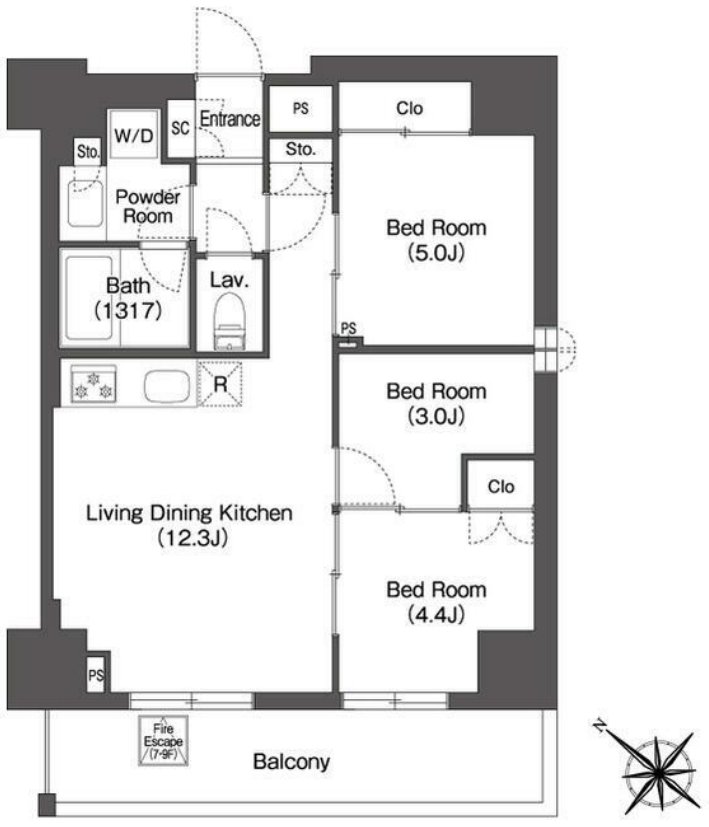 Entrance
SC
PS
Clo
W/D
Sto.
Sto.
Powder
Room
Bed Room
(5.0J)
Bath
(1317)
Lav.
PS
R
Bed Room
(3.0J)
Clo
Living Dining Kitchen
(12.3J)
Bed Room
(4.4J)
PS
Fire
Escape
(7-9F)
Balcony
N